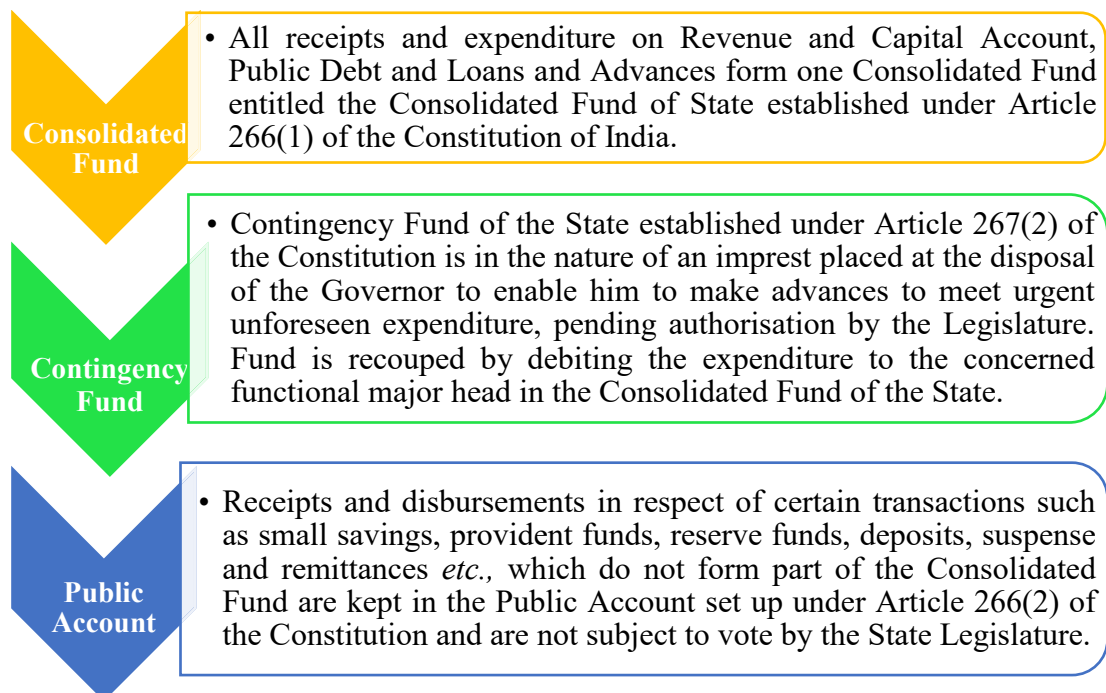 Consolidated
Fund
• All receipts and expenditure on Revenue and Capital Account,
Public Debt and Loans and Advances form one Consolidated Fund
entitled the Consolidated Fund of State established under Article
266(1) of the Constitution of India.
Contingency
Fund
• Contingency Fund of the State established under Article 267(2) of
the Constitution is in the nature of an imprest placed at the disposal
of the Governor to enable him to make advances to meet urgent
unforeseen expenditure, pending authorisation by the Legislature.
Fund is recouped by debiting the expenditure to the concerned
functional major head in the Consolidated Fund of the State.
Public
Account
• Receipts and disbursements in respect of certain transactions such
as small savings, provident funds, reserve funds, deposits, suspense
and remittances etc., which do not form part of the Consolidated
Fund are kept in the Public Account set up under Article 266(2) of
the Constitution and are not subject to vote by the State Legislature.